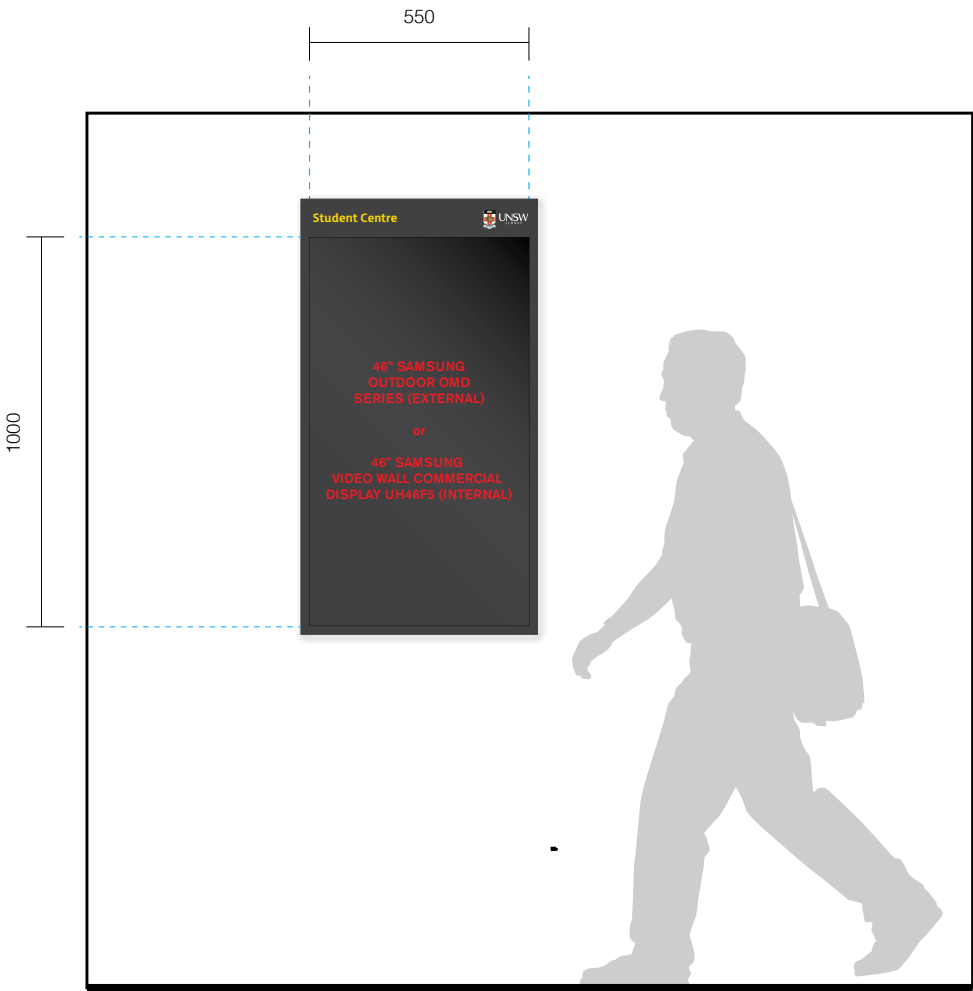 550
Student Centre
UNSW
SYDNEY
1000
46" SAMSUNG
OUTDOOR OMD
SERIES (EXTERNAL)
or
46" SAMSUNG
VIDEO WALL COMMERCIAL
DISPLAY UH46F5 (INTERNAL)